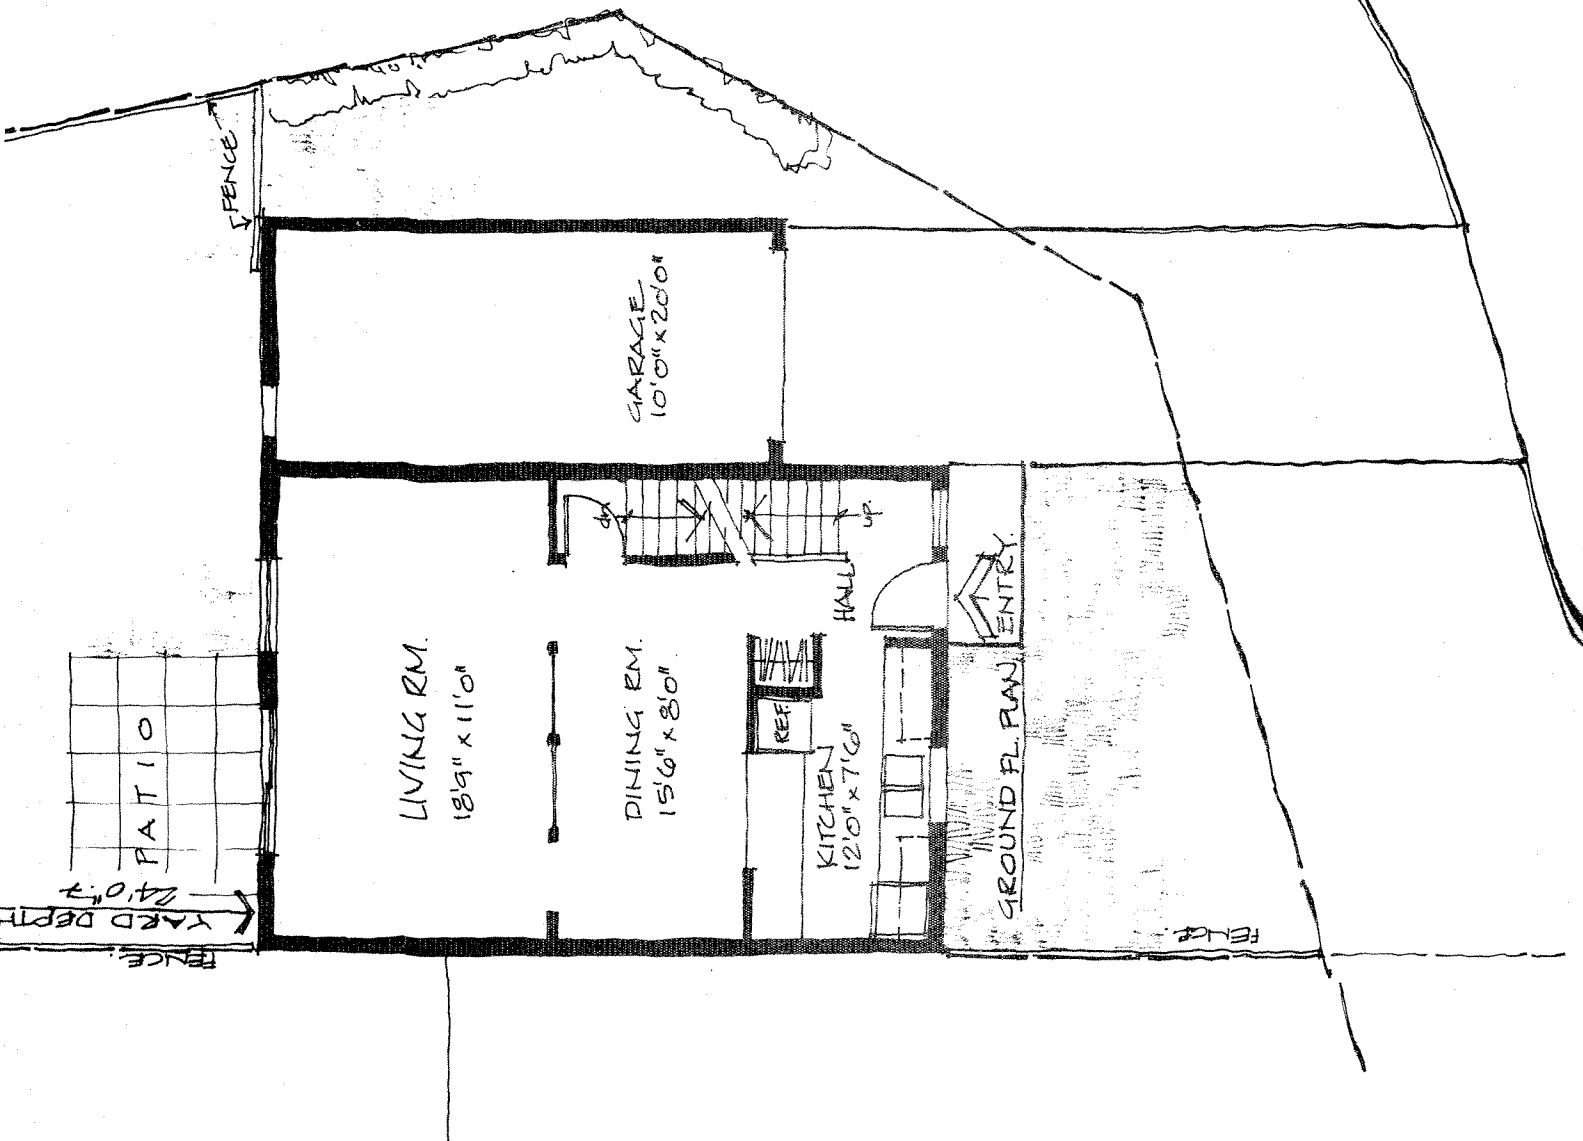 FENCE
GARAGE
10'0" x 20'0"
LIVING RM.
18'9" x 11'0"
DINING RM.
15'6" x 8'0"
KITCHEN
12'0" x 7'6"
REF.
HALL
dn
up.
ENTRY.
GROUND FL. PLAN.
PATIO
24'0"±
YARD DEPTH
FENCE.
FENCE.